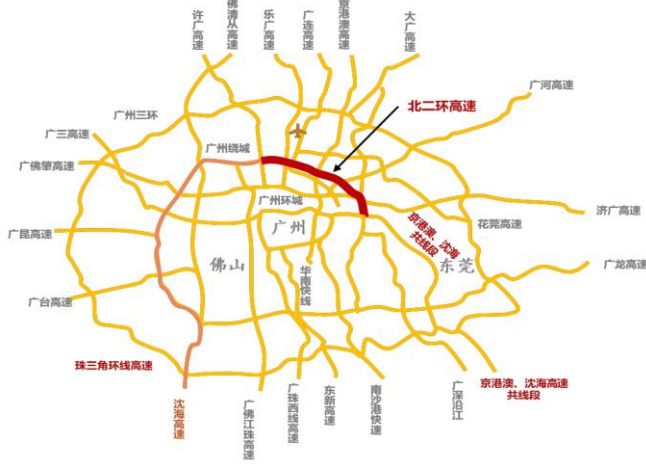 许广高速
佛清从高速
乐广高速
广连高速
京港澳高速
大广高速
广河高速
北二环高速
广州三环
广三高速
广州绕城
广佛肇高速
广州环城
济广高速
广州
京港澳、沈海
共线段
花莞高速
广昆高速
佛山
东莞
华南快线
广龙高速
广台高速
珠三角环线高速
京港澳、沈海高速
共线段
沈海高速
广佛江珠高速
广珠西线高速
东新高速
南沙港快速
广深沿江